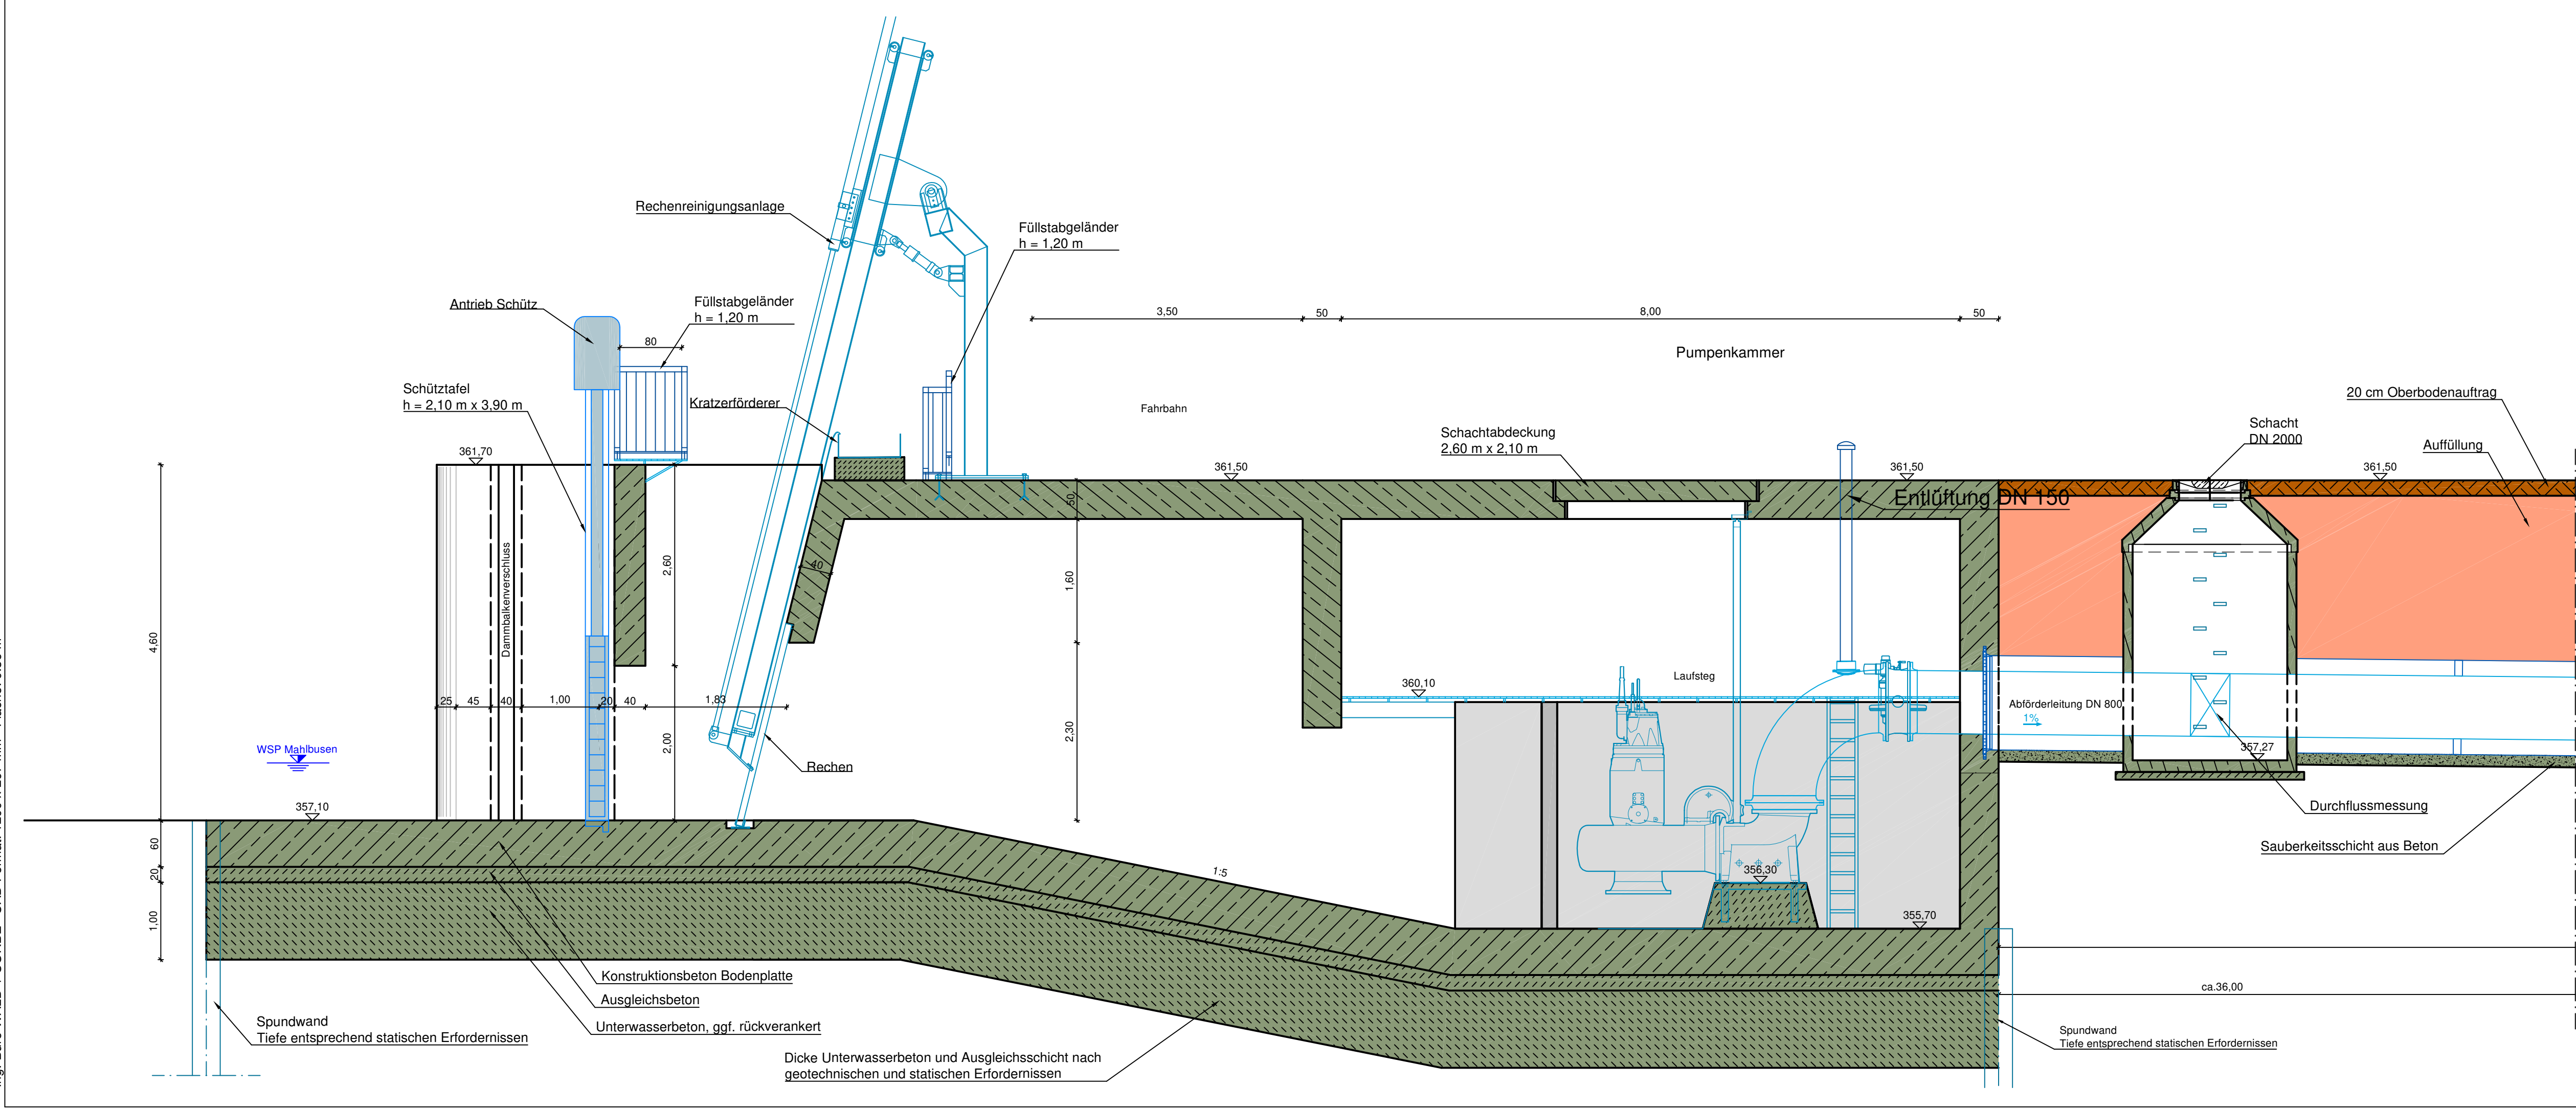 Rechenreinigungsanlage
Füllstabgeländer
h = 1,20 m
Antrieb Schütz
Füllstabgeländer
h = 1,20 m
3,50
50
8,00
50
80
Pumpenkammer
Schütztafel
h = 2,10 m x 3,90 m
Kratzerförderer
Fahrbahn
20 cm Oberbodenauftrag
Schacht
DN 2000
Schachtabdeckung
2,60 m x 2,10 m
Auffüllung
361,70
361,50
361,50
361,50
50
Entlüftung DN 150
Dammbalkenverschluss
2,60
40
1,60
4,60
Laufsteg
360,10
25
45
40
1,00
20
40
1,83
Abförderleitung DN 800
1%
2,00
2,30
WSP Mahlbusen
357,27
Rechen
357,10
Durchflussmessung
60
20
1,00
1:5
356,30
Sauberkeitsschicht aus Beton
355,70
Konstruktionsbeton Bodenplatte
Ausgleichsbeton
ca.36,00
Spundwand
Tiefe entsprechend statischen Erfordernissen
Unterwasserbeton, ggf. rückverankert
Spundwand
Tiefe entsprechend statischen Erfordernissen
Dicke Unterwasserbeton und Ausgleichsschicht nach
geotechnischen und statischen Erfordernissen